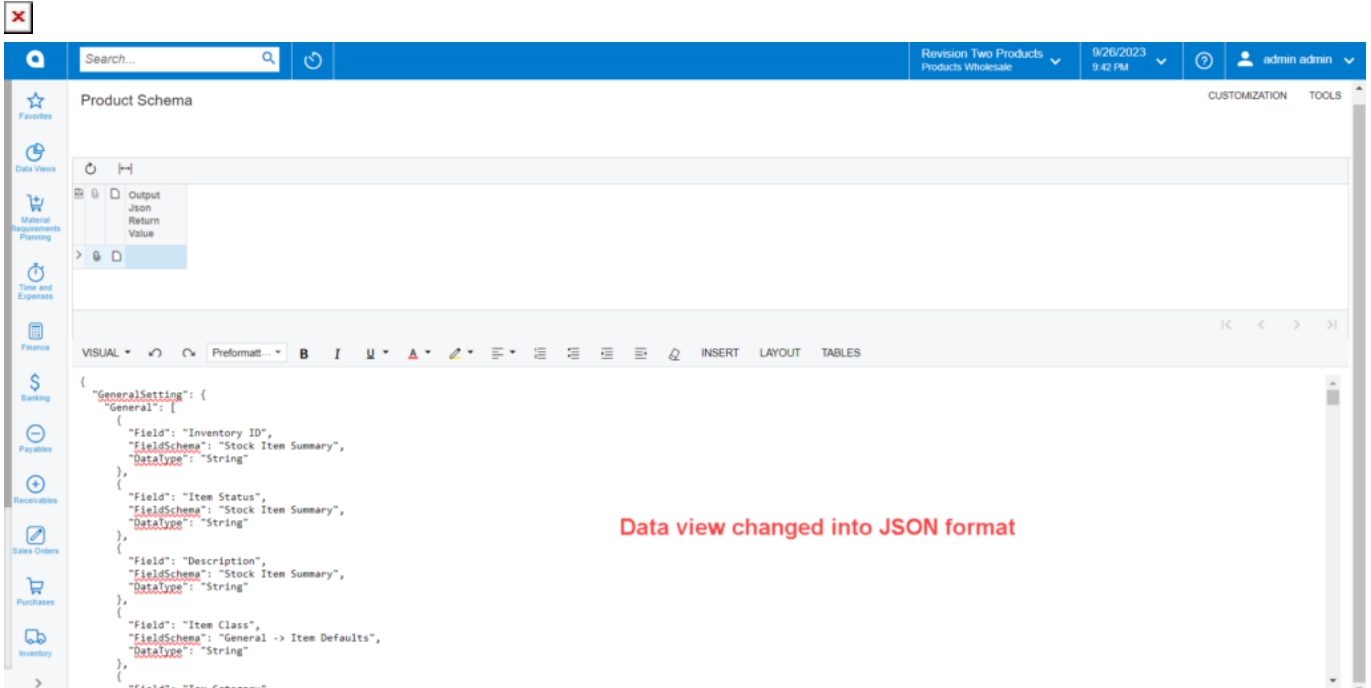 Search...
Revision Two Products
Products Wholesale
9/26/2023
9:42 PM
admin admin
Favorites
Data Views
Material
Requirements
Planning
Time and
Expenses
Finance
Banking
Payables
Receivables
Sales Orders
Purchases
Inventory
Product Schema
CUSTOMIZATION TOOLS
Output
Json
Return
Value
VISUAL Preformatt... B I U A INSERT LAYOUT TABLES
{
"GeneralSetting": {
"General": [
{
"Field": "Inventory ID",
"FieldSchema": "Stock Item Summary",
"DataType": "String"
},
{
"Field": "Item Status",
"FieldSchema": "Stock Item Summary",
"DataType": "String"
},
{
"Field": "Description",
"FieldSchema": "Stock Item Summary",
"DataType": "String"
},
{
"Field": "Item Class",
"FieldSchema": "General -> Item Defaults",
"DataType": "String"
},
{
"Field": "Tax Category"
Data view changed into JSON format